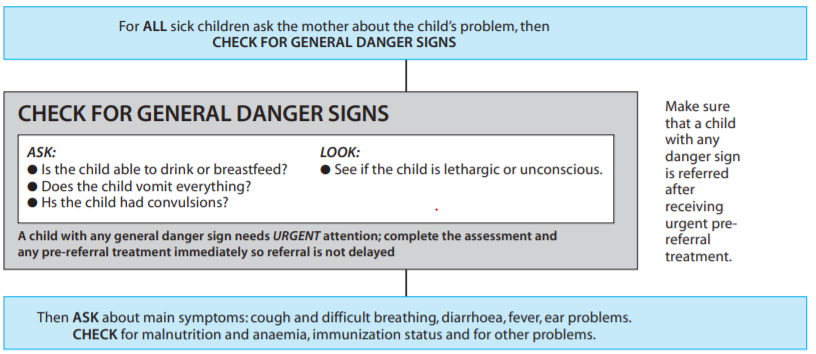 For ALL sick children ask the mother about the child's problem, then
CHECK FOR GENERAL DANGER SIGNS
CHECK FOR GENERAL DANGER SIGNS
ASK:
● Is the child able to drink or breastfeed?
● Does the child vomit everything?
● Hs the child had convulsions?
LOOK:
● See if the child is lethargic or unconscious.
A child with any general danger sign needs URGENT attention; complete the assessment and
any pre-referral treatment immediately so referral is not delayed
Make sure
that a child
with any
danger sign
is referred
after
receiving
urgent pre-
referral
treatment.
Then ASK about main symptoms: cough and difficult breathing, diarrhoea, fever, ear problems.
CHECK for malnutrition and anaemia, immunization status and for other problems.